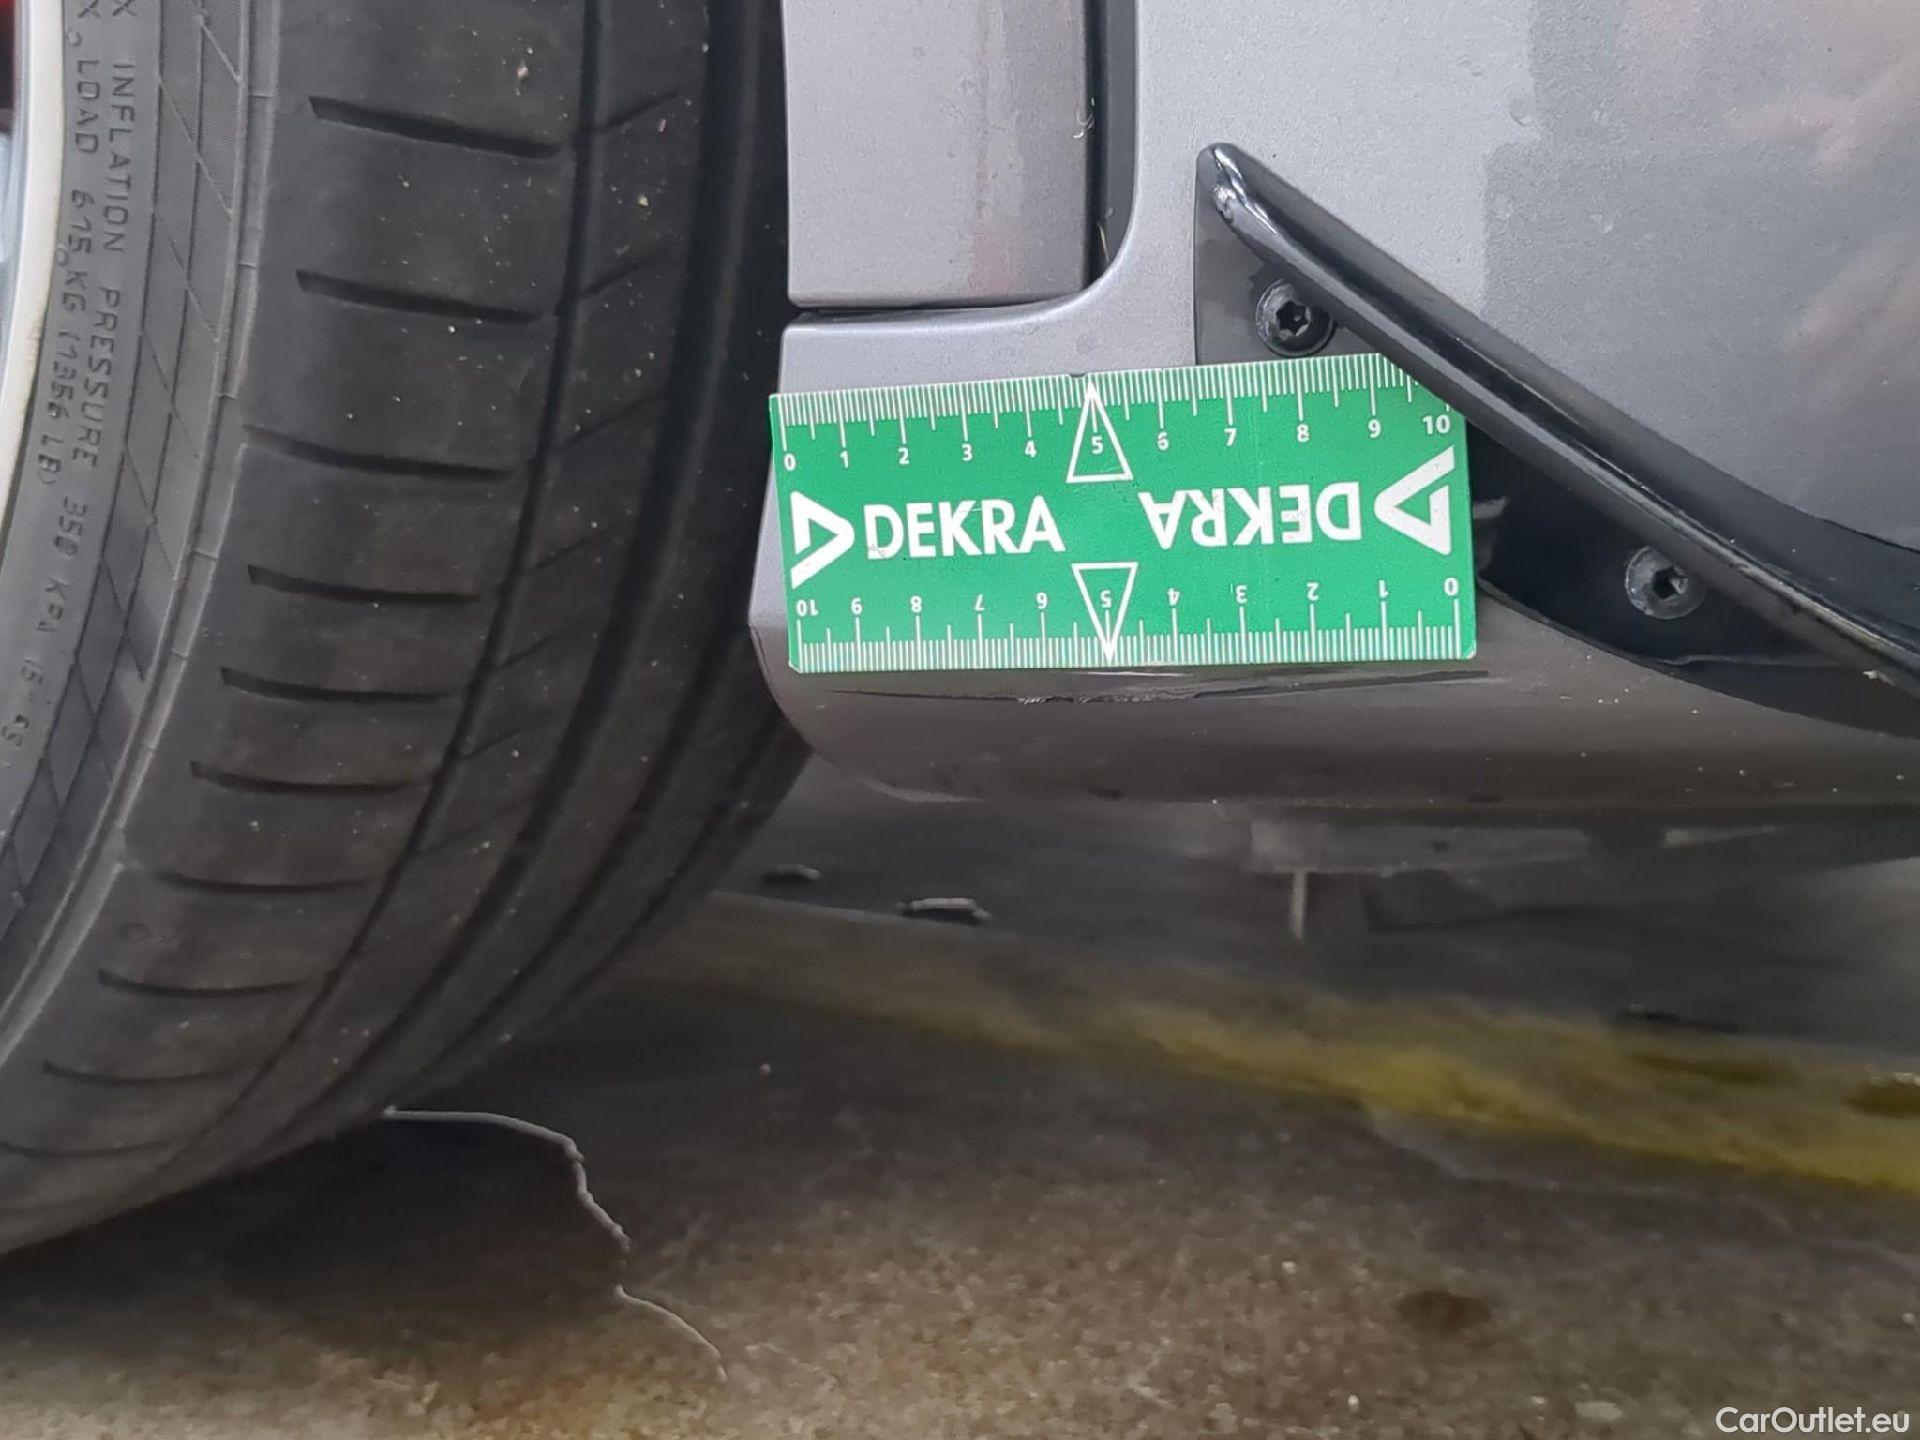 X INFLATION PRESSURE 350 KPA (51
X. LOAD 615 KG (1356 LB)
0 1 2 3 4 5 6 7 8 9 10
DEKRA
DEKRA
10 9 8 7 6 5 4 3 2 1 0
CarOutlet.eu